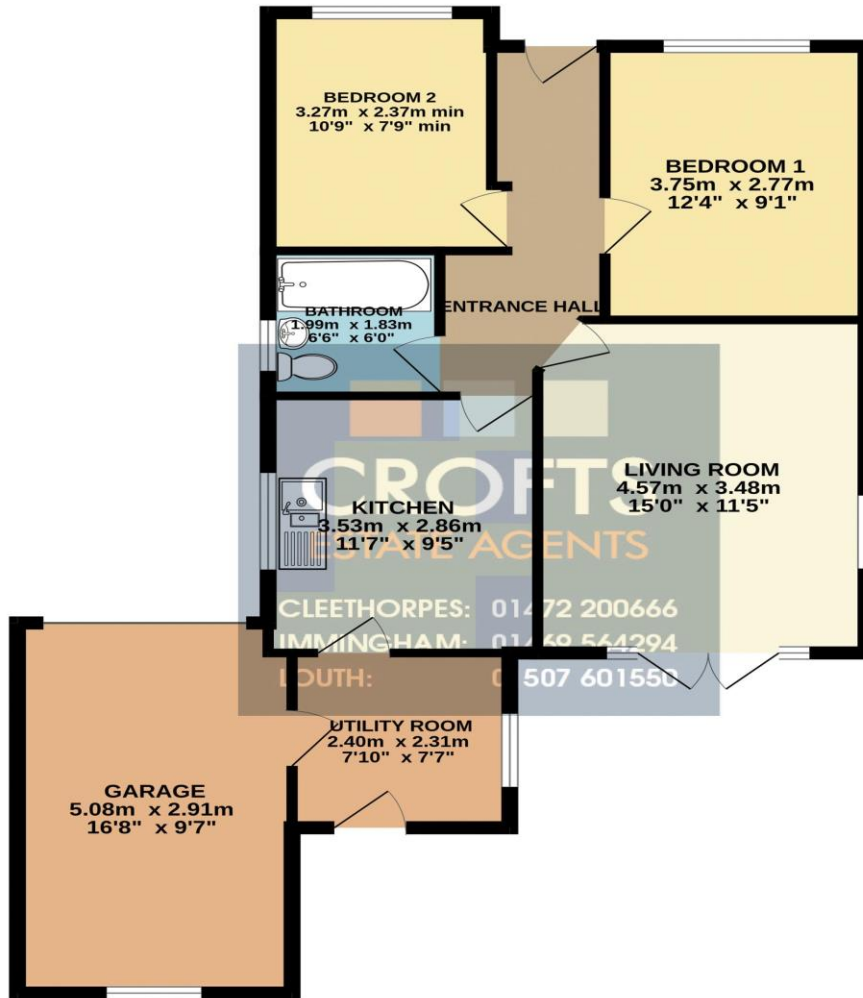 BEDROOM 2
3.27m x 2.37m min
10'9" x 7'9" min
BEDROOM 1
3.75m x 2.77m
12'4" x 9'1"
ENTRANCE HALL
BATHROOM
1.99m x 1.83m
6'6" x 6'0"
CROFTS
ESTATE AGENTS
CLEETHORPES: 01472 200666
IMMINGHAM: 01469 564294
LOUTH: 01507 601550
KITCHEN
3.53m x 2.86m
11'7" x 9'5"
LIVING ROOM
4.57m x 3.48m
15'0" x 11'5"
UTILITY ROOM
2.40m x 2.31m
7'10" x 7'7"
GARAGE
5.08m x 2.91m
16'8" x 9'7"